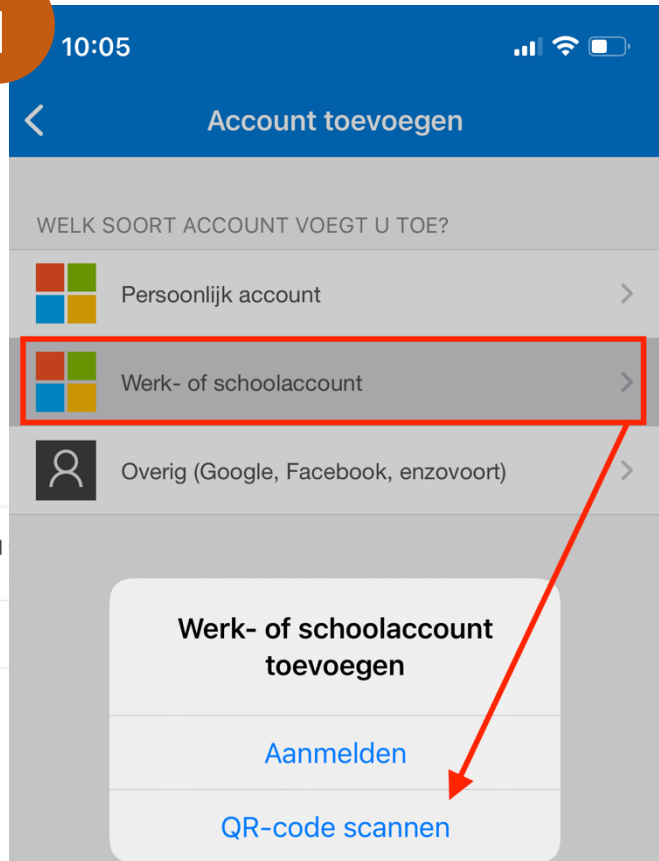 10:05
Account toevoegen
WELK SOORT ACCOUNT VOEGT U TOE?
Persoonlijk account
Werk- of schoolaccount
Overig (Google, Facebook, enzovoort)
Werk- of schoolaccount
toevoegen
Aanmelden
QR-code scannen